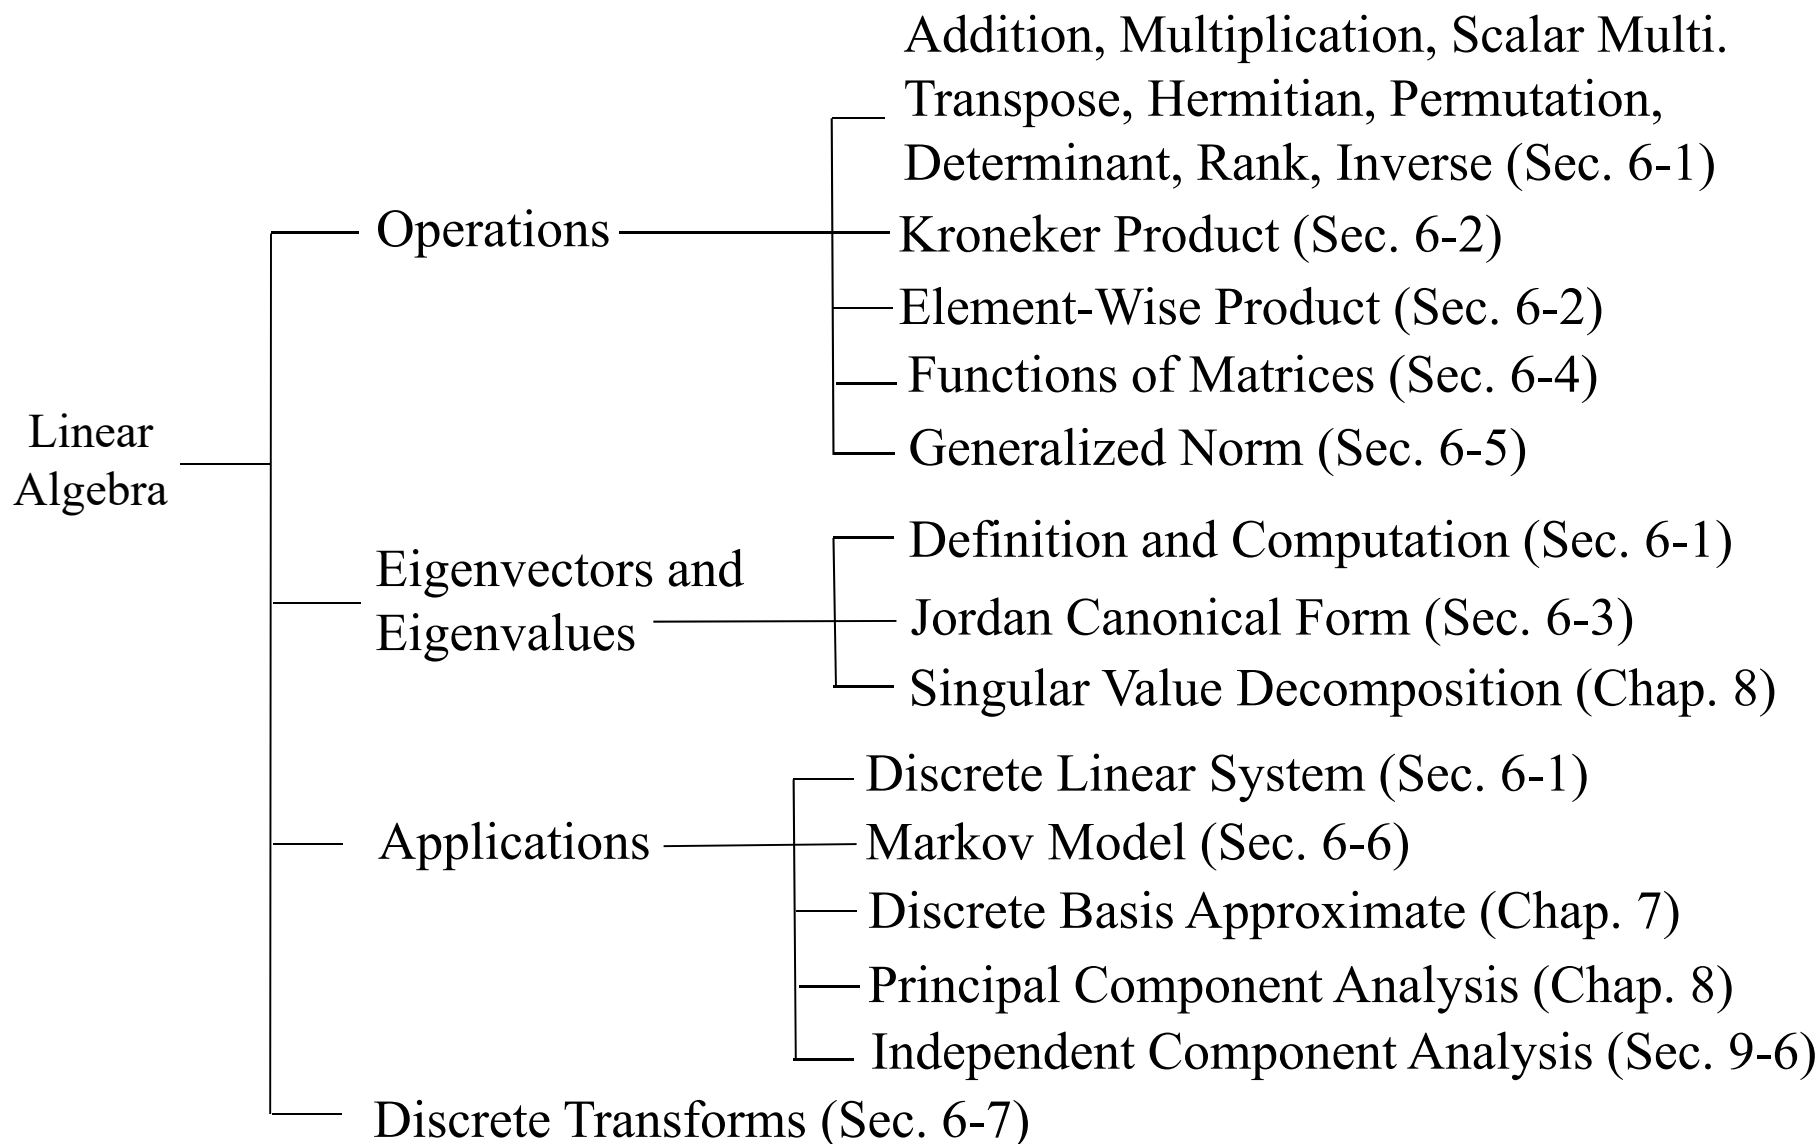 Linear
Algebra
Operations
Addition, Multiplication, Scalar Multi.
Transpose, Hermitian, Permutation,
Determinant, Rank, Inverse (Sec. 6-1)
Kroneker Product (Sec. 6-2)
Element-Wise Product (Sec. 6-2)
Functions of Matrices (Sec. 6-4)
Generalized Norm (Sec. 6-5)
Eigenvectors and
Eigenvalues
Definition and Computation (Sec. 6-1)
Jordan Canonical Form (Sec. 6-3)
Singular Value Decomposition (Chap. 8)
Applications
Discrete Linear System (Sec. 6-1)
Markov Model (Sec. 6-6)
Discrete Basis Approximate (Chap. 7)
Principal Component Analysis (Chap. 8)
Independent Component Analysis (Sec. 9-6)
Discrete Transforms (Sec. 6-7)